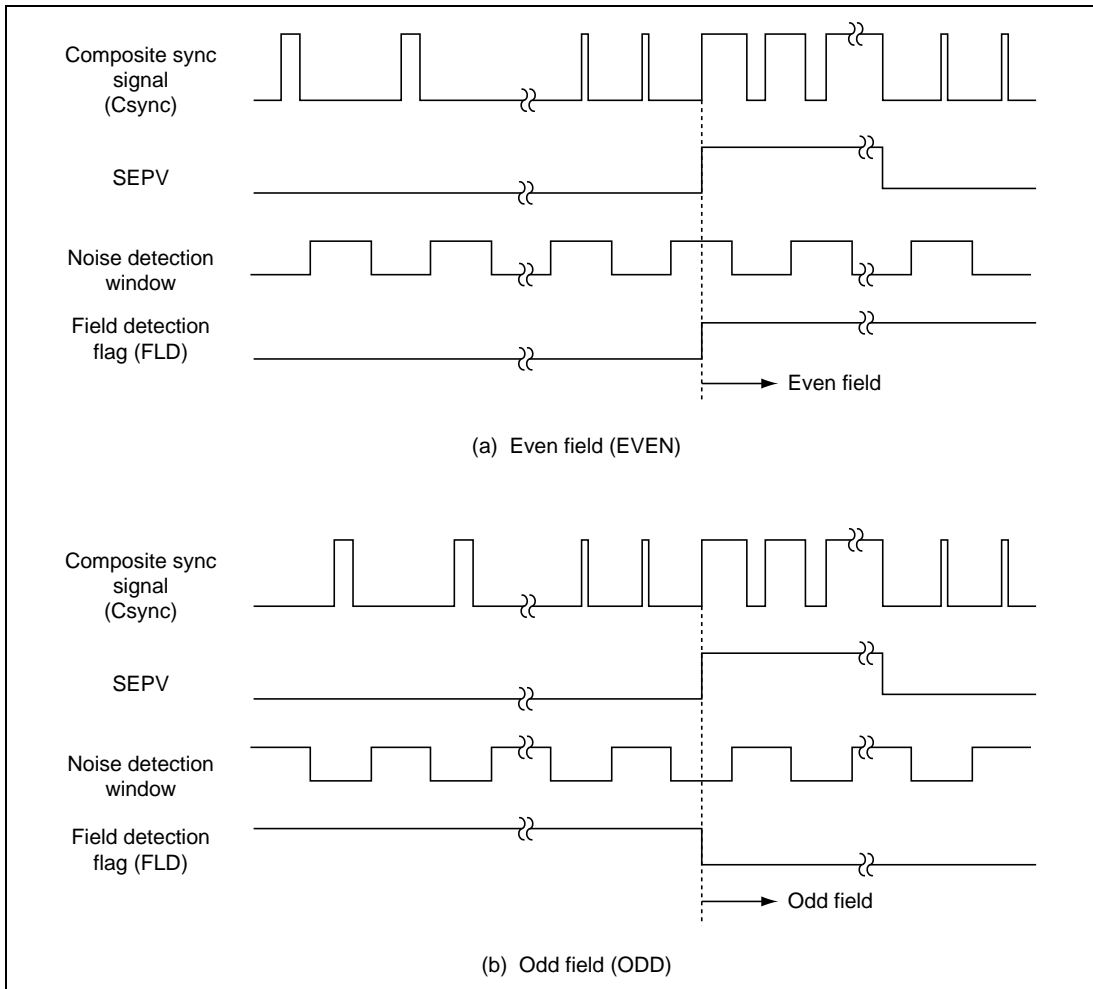 Composite sync
signal
(Csync)
SEPV
Noise detection
window
Field detection
flag (FLD)
Even field
(a) Even field (EVEN)
Composite sync
signal
(Csync)
SEPV
Noise detection
window
Field detection
flag (FLD)
Odd field
(b) Odd field (ODD)